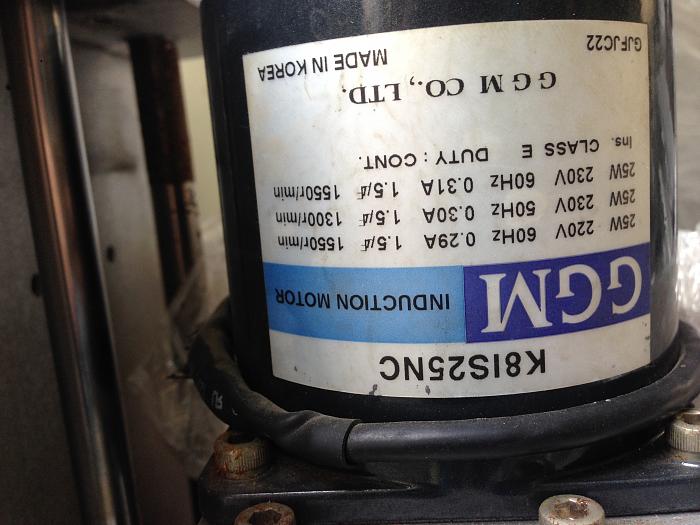 K8IS25NC
GGM INDUCTION MOTOR
25W 220V 60Hz 0.29A 1.5㎌ 1550r/min
25W 230V 50Hz 0.30A 1.5㎌ 1300r/min
25W 230V 60Hz 0.31A 1.5㎌ 1550r/min
Ins. CLASS E DUTY : CONT.
G G M CO., LTD.
GJFJC22 MADE IN KOREA